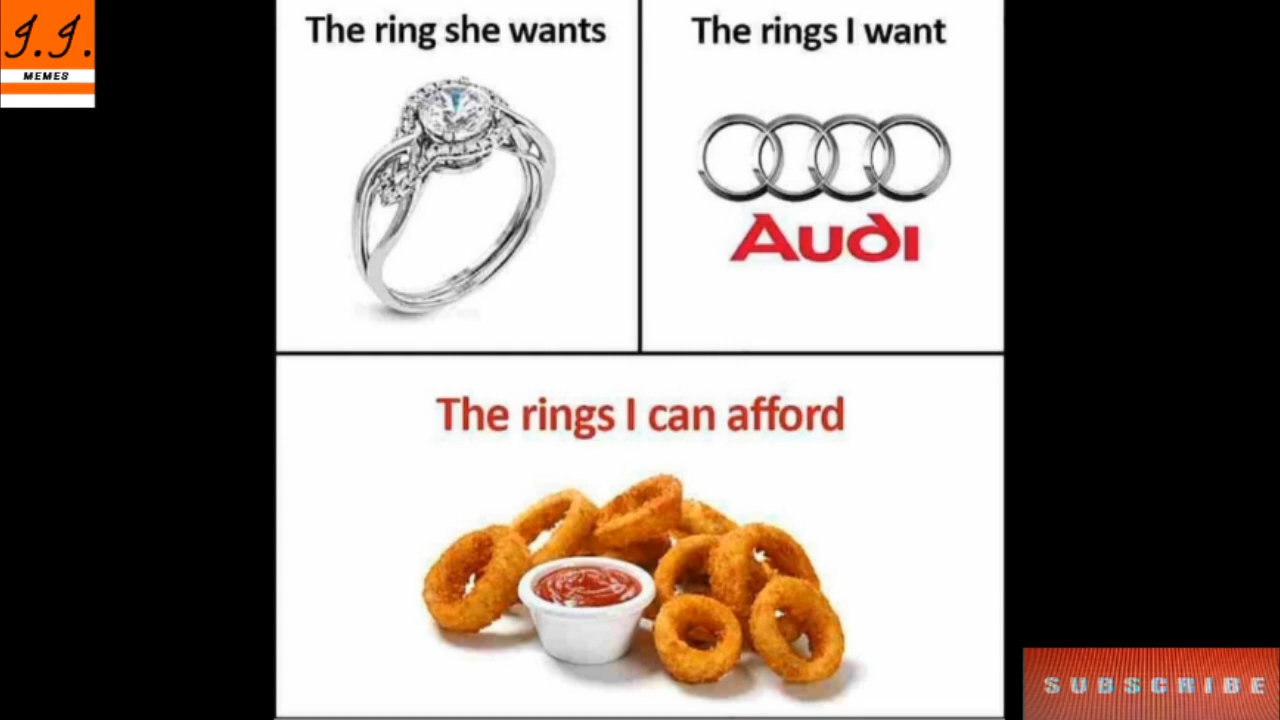 J.J.
MEMES
The ring she wants
The rings I want
Audi
The rings I can afford
SUBSCRIBE